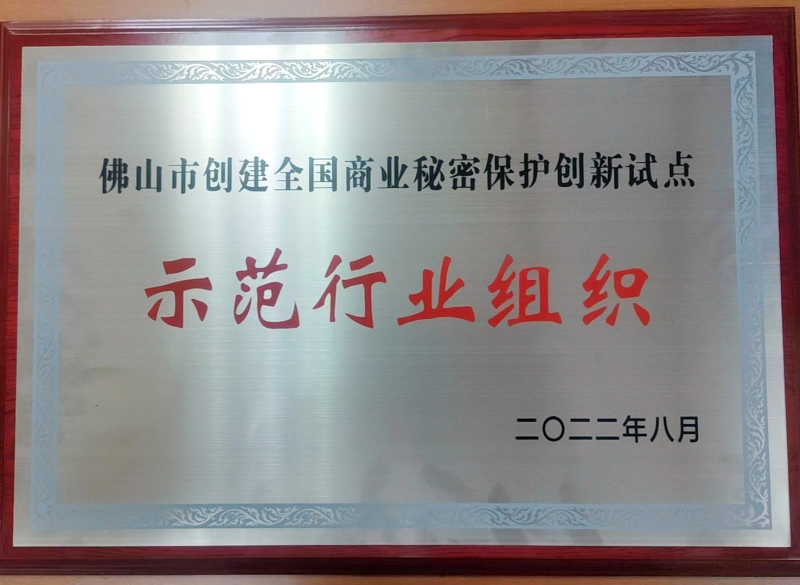 佛山市创建全国商业秘密保护创新试点
示范行业组织
二〇二二年八月